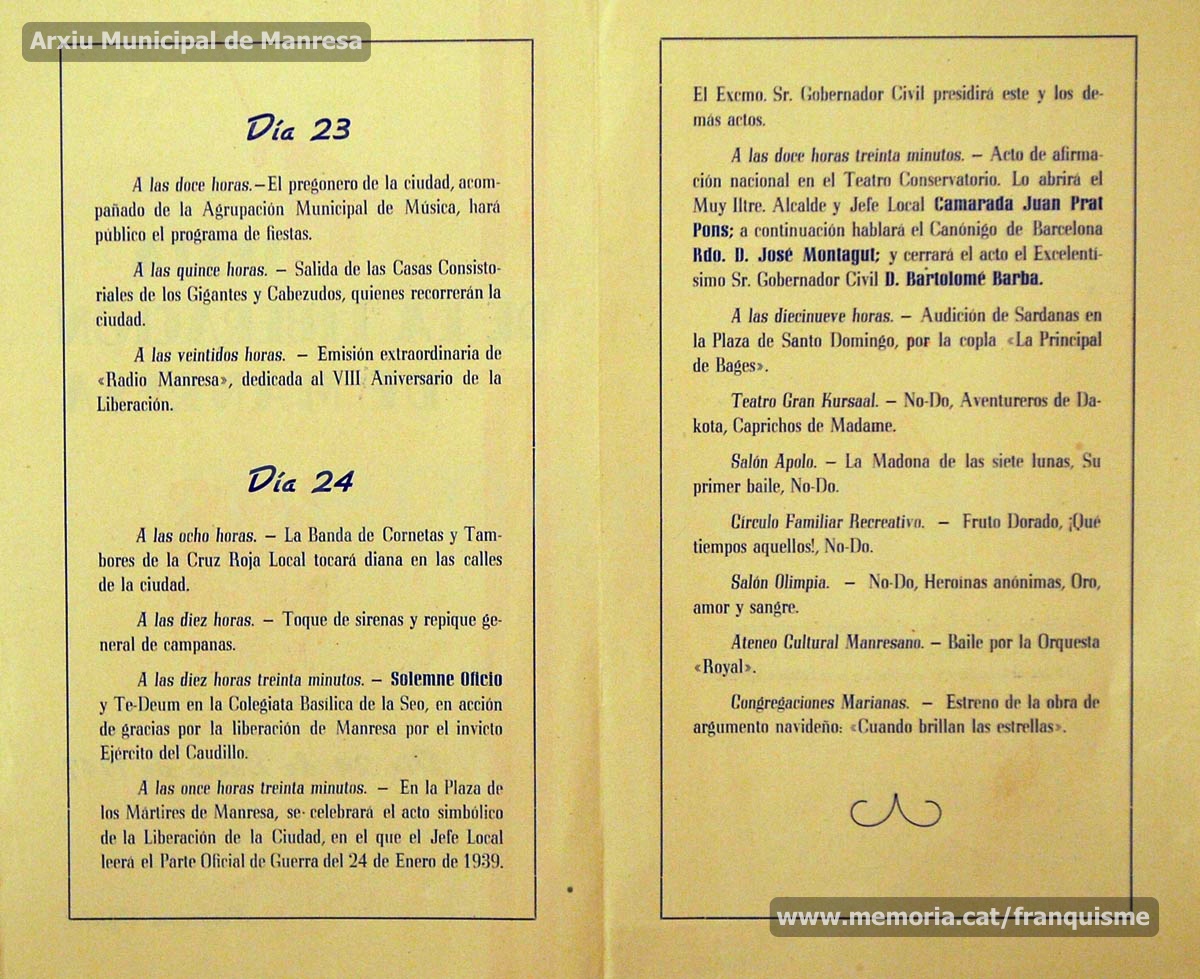 Arxiu Municipal de Manresa
Día 23
A las doce horas.—El pregonero de la ciudad, acom-
pañado de la Agrupación Municipal de Música, hará
público el programa de fiestas.
A las quince horas. — Salida de las Casas Consisto-
riales de los Gigantes y Cabezudos, quienes recorrerán la
ciudad.
A las veintidos horas. — Emisión extraordinaria de
«Radio Manresa», dedicada al VIII Aniversario de la
Liberación.
Día 24
A las ocho horas. — La Banda de Cornetas y Tam-
bores de la Cruz Roja Local tocará diana en las calles
de la ciudad.
A las diez horas. — Toque de sirenas y repique ge-
neral de campanas.
A las diez horas treinta minutos. — Solemne Oficio
y Te-Deum en la Colegiata Basílica de la Seo, en acción
de gracias por la liberación de Manresa por el invicto
Ejército del Caudillo.
A las once horas treinta minutos. — En la Plaza de
los Mártires de Manresa, se celebrará el acto simbólico
de la Liberación de la Ciudad, en el que el Jefe Local
leerá el Parte Oficial de Guerra del 24 de Enero de 1939.
El Excmo. Sr. Gobernador Civil presidirá este y los de-
más actos.
A las doce horas treinta minutos. — Acto de afirma-
ción nacional en el Teatro Conservatorio. Lo abrirá el
Muy Iltre. Alcalde y Jefe Local Camarada Juan Prat
Pons; a continuación hablará el Canónigo de Barcelona
Rdo. D. José Montagut; y cerrará el acto el Excelentí-
simo Sr. Gobernador Civil D. Bartolomé Barba.
A las diecinueve horas. — Audición de Sardanas en
la Plaza de Santo Domingo, por la copla «La Principal
de Bages».
Teatro Gran Kursaal. — No-Do, Aventureros de Da-
kota, Caprichos de Madame.
Salón Apolo. — La Madona de las siete lunas, Su
primer baile, No-Do.
Círculo Familiar Recreativo. — Fruto Dorado, ¡Qué
tiempos aquellos!, No-Do.
Salón Olimpia. — No-Do, Heroínas anónimas, Oro,
amor y sangre.
Ateneo Cultural Manresano. — Baile por la Orquesta
«Royal».
Congregaciones Marianas. — Estreno de la obra de
argumento navideño: «Cuando brillan las estrellas».
www.memoria.cat/franquisme